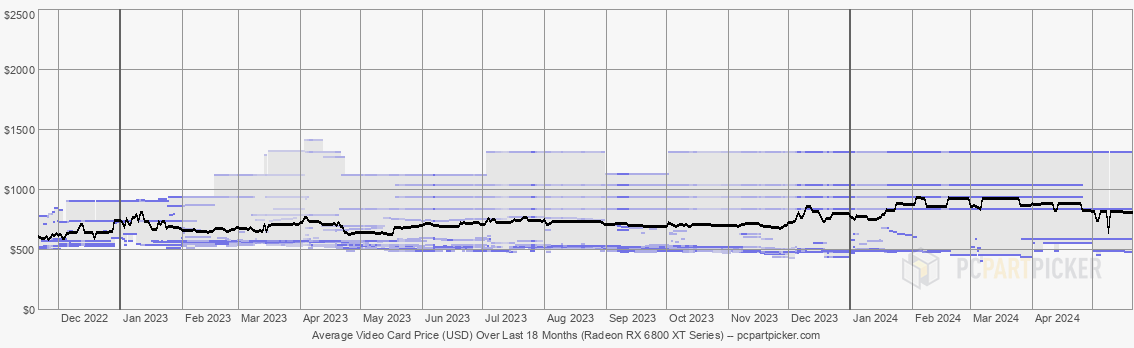 $2500
$2000
$1500
$1000
$500
$0
Dec 2022 Jan 2023 Feb 2023 Mar 2023 Apr 2023 May 2023 Jun 2023 Jul 2023 Aug 2023 Sep 2023 Oct 2023 Nov 2023 Dec 2023 Jan 2024 Feb 2024 Mar 2024 Apr 2024
PCPARTPICKER
Average Video Card Price (USD) Over Last 18 Months (Radeon RX 6800 XT Series) -- pcpartpicker.com